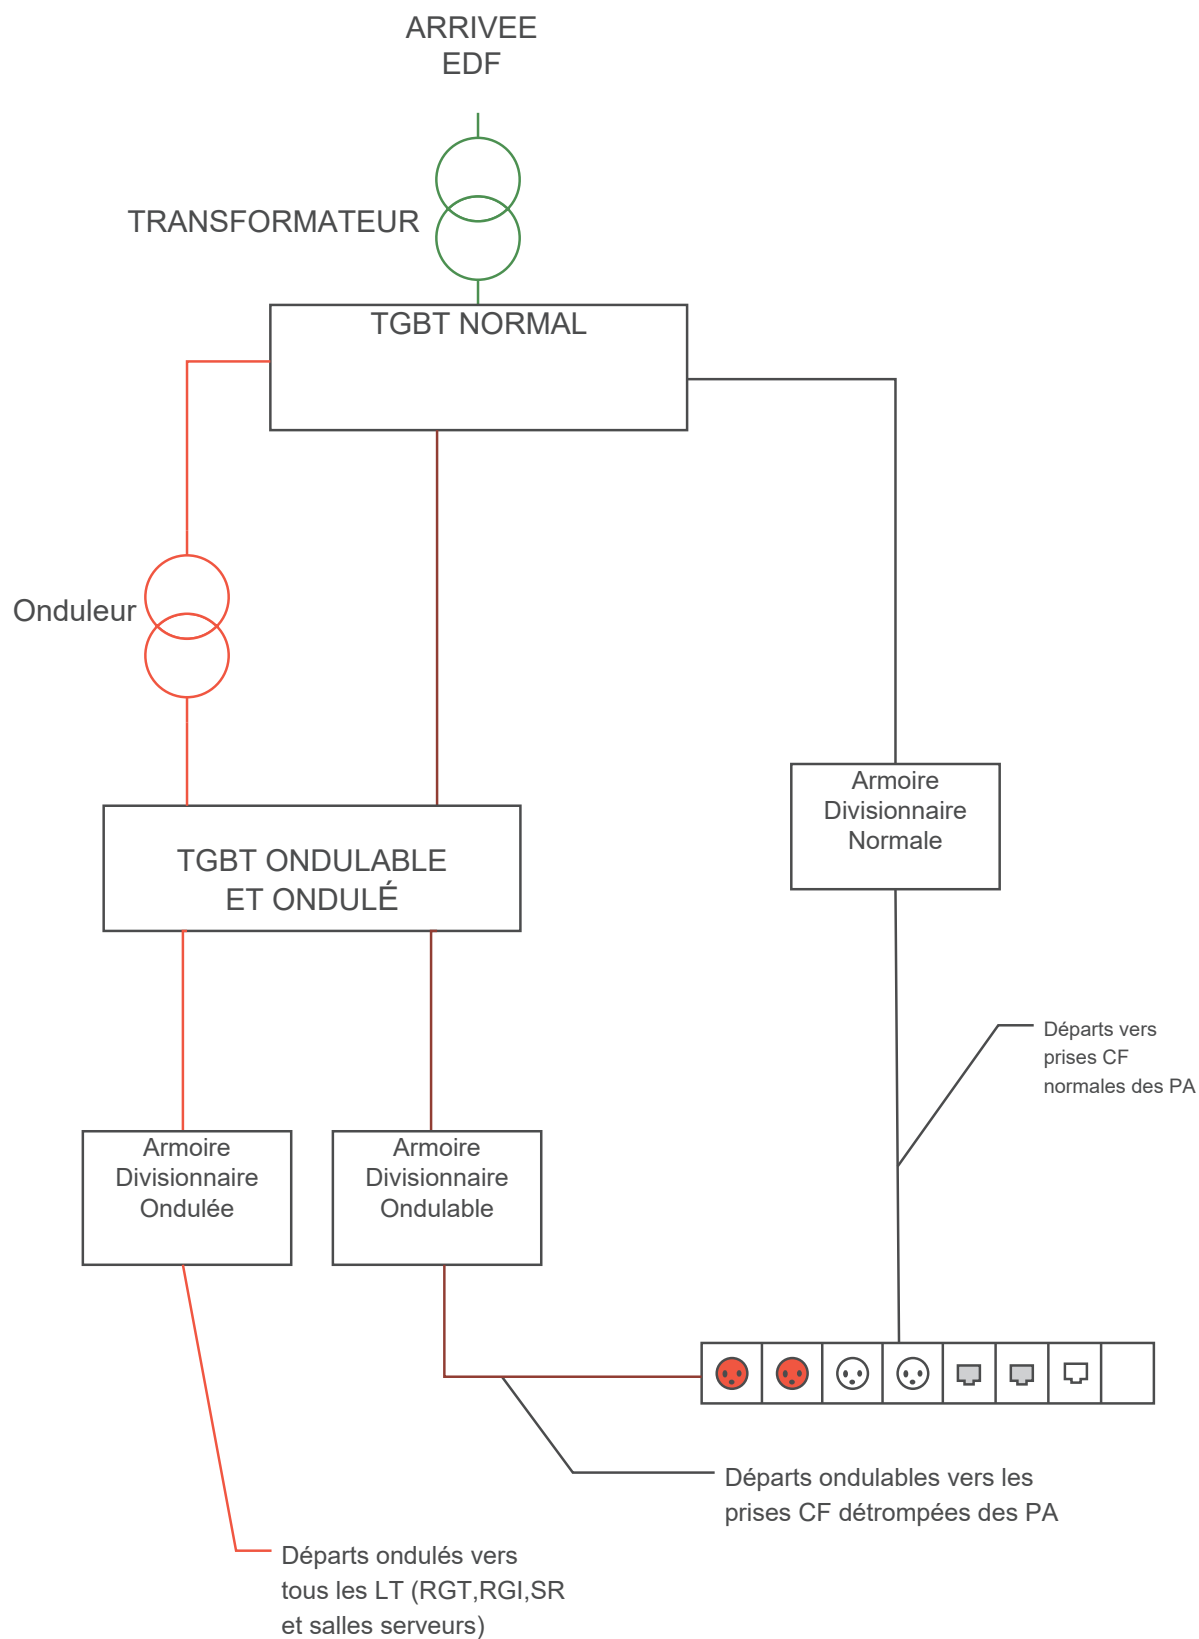 ARRIVEE
EDF
TRANSFORMATEUR
TGBT NORMAL
Onduleur
Armoire
Divisionnaire
Normale
TGBT ONDULABLE
ET ONDULÉ
Départs vers
prises CF
normales des PA
Armoire
Divisionnaire
Ondulée
Armoire
Divisionnaire
Ondulable
Départs ondulables vers les
prises CF détrompées des PA
Départs ondulés vers
tous les LT (RGT,RGI,SR
et salles serveurs)